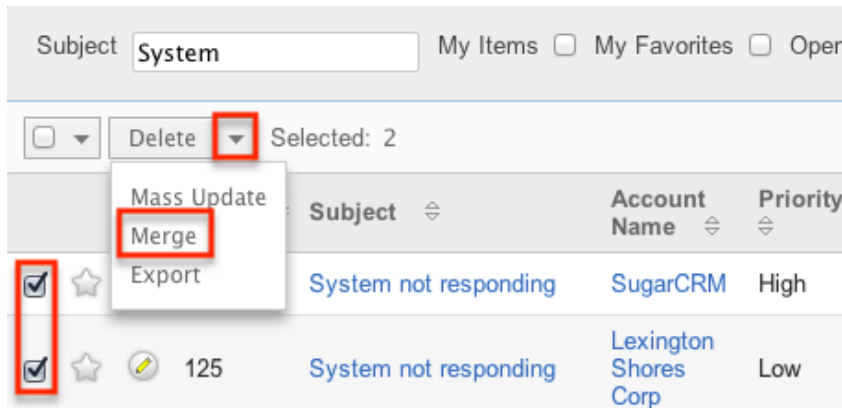 Subject System My Items My Favorites Open
Delete Selected: 2
Mass Update
Merge
Export
Subject Account Name Priority
System not responding SugarCRM High
125 System not responding Lexington Shores Corp Low